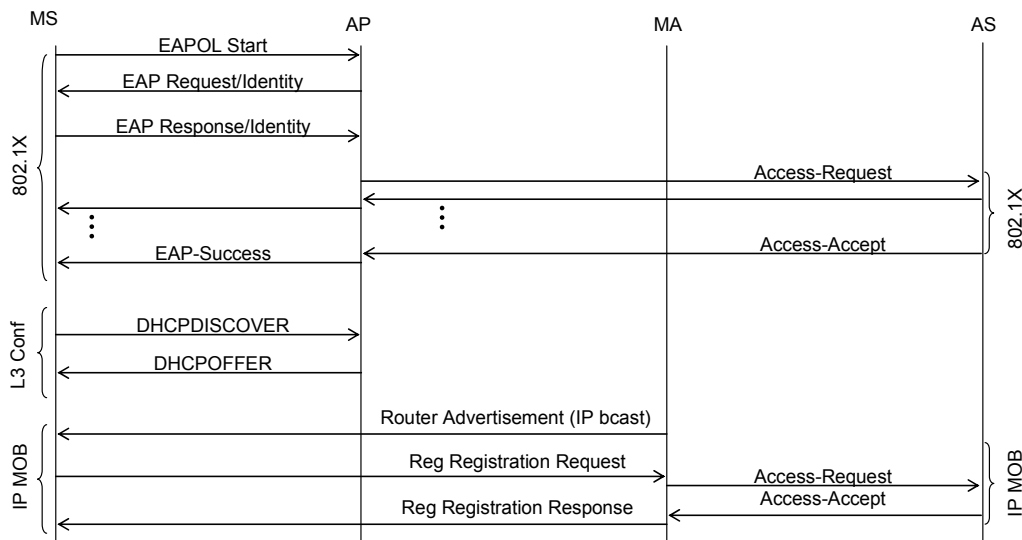 MS AP MA AS
EAPOL Start
EAP Request/Identity
EAP Response/Identity
802.1X
Access-Request
802.1X
Access-Accept
EAP-Success
DHCPDISCOVER
L3 Conf
DHCPOFFER
Router Advertisement (IP bcast)
IP MOB
Reg Registration Request
Access-Request
IP MOB
Access-Accept
Reg Registration Response